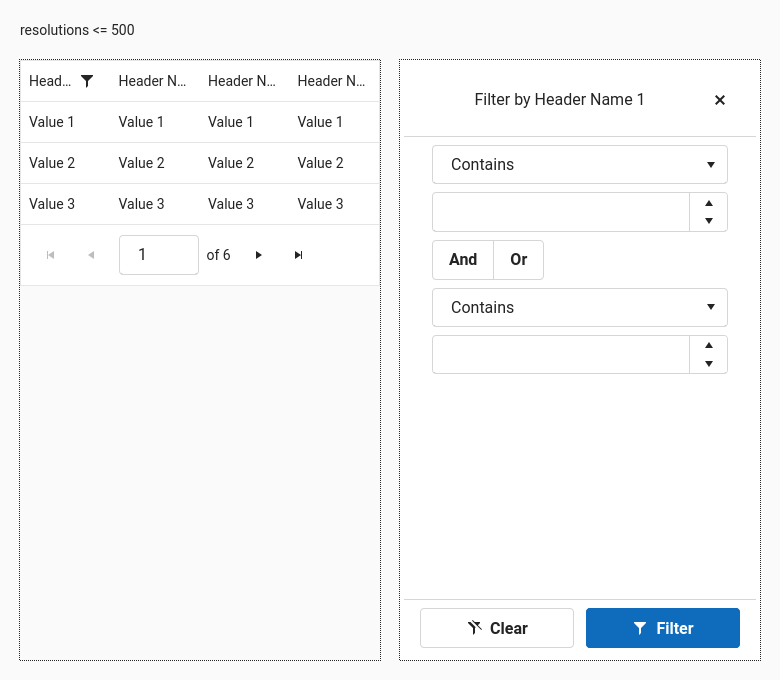 resolutions <= 500
Head... Header N... Header N... Header N...
Value 1 Value 1 Value 1 Value 1
Value 2 Value 2 Value 2 Value 2
Value 3 Value 3 Value 3 Value 3
1 of 6
Filter by Header Name 1
Contains
And Or
Contains
Clear Filter